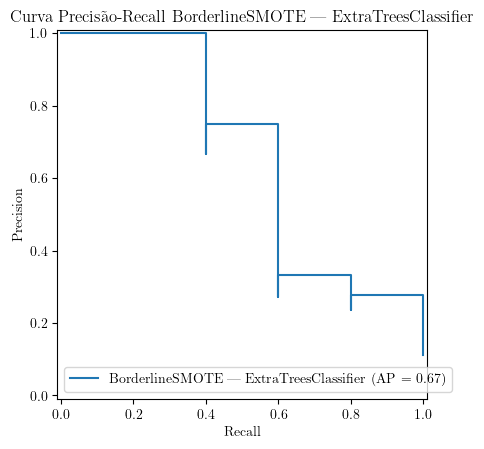 Curva Precisão-Recall BorderlineSMOTE — ExtraTreesClassifier
1.0
0.8
0.6
0.4
0.2
0.0
Precision
BorderlineSMOTE — ExtraTreesClassifier (AP = 0.67)
0.0 0.2 0.4 0.6 0.8 1.0
Recall